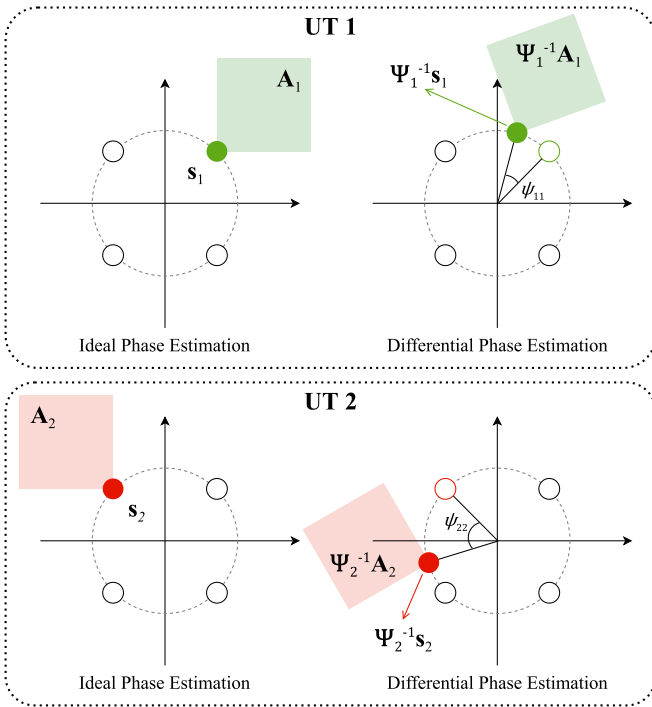 UT 1
A₁
s₁
Ideal Phase Estimation
Ψ₁⁻¹A₁
Ψ₁⁻¹s₁
ψ₁₁
Differential Phase Estimation
UT 2
A₂
s₂
Ideal Phase Estimation
ψ₂₂
Ψ₂⁻¹A₂
Ψ₂⁻¹s₂
Differential Phase Estimation